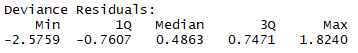 Deviance Residuals:
Min 1Q Median 3Q Max
-2.5759 -0.7607 0.4863 0.7471 1.8240